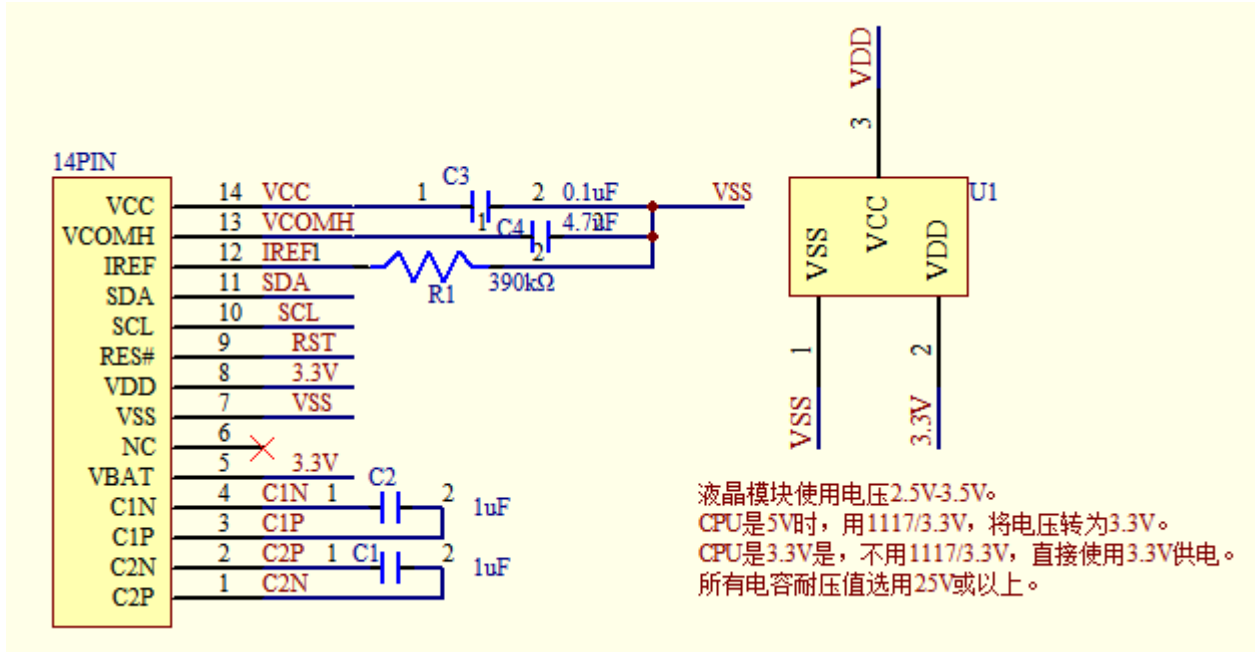 14PIN
VCC 14 VCC 1 C3 2 0.1uF VSS
VCOMH 13 VCOMH 1 C4 4.7uF 2
IREF 12 IREF 1 R1 2 390kΩ
SDA 11 SDA
SCL 10 SCL
RES# 9 RST
VDD 8 3.3V
VSS 7 VSS
NC 6
VBAT 5 3.3V
C1N 4 C1N 1 C2 2 1uF
C1P 3 C1P
C2N 2 C2P 1 C1 2 1uF
C2P 1 C2N
VDD
3
U1
VSS VCC VDD
1 2
VSS 3.3V
液晶模块使用电压2.5V-3.5V。
CPU是5V时，用1117/3.3V，将电压转为3.3V。
CPU是3.3V是，不用1117/3.3V，直接使用3.3V供电。
所有电容耐压值选用25V或以上。